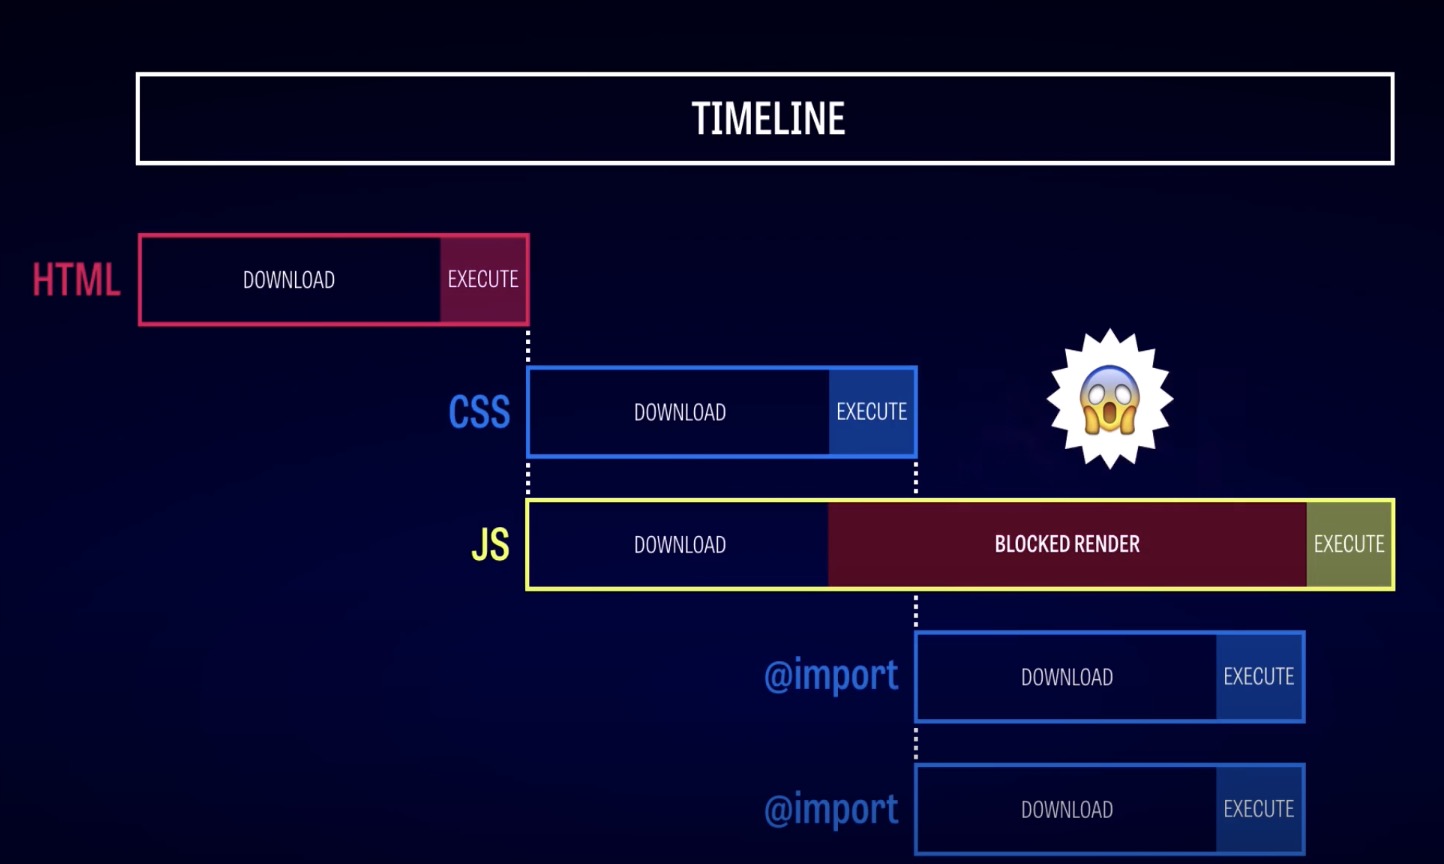 TIMELINE
HTML DOWNLOAD EXECUTE
CSS DOWNLOAD EXECUTE
JS DOWNLOAD BLOCKED RENDER EXECUTE
@import DOWNLOAD EXECUTE
@import DOWNLOAD EXECUTE